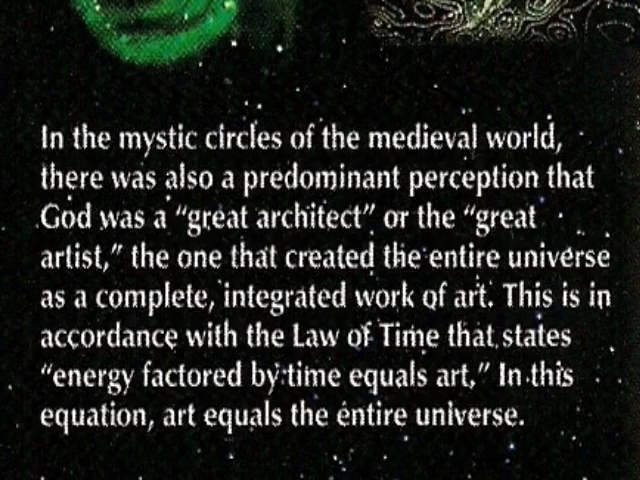 In the mystic circles of the medieval world,
there was also a predominant perception that
God was a “great architect” or the “great
artist,” the one that created the entire universe
as a complete, integrated work of art. This is in
accordance with the Law of Time that states
“energy factored by time equals art.” In this
equation, art equals the entire universe.